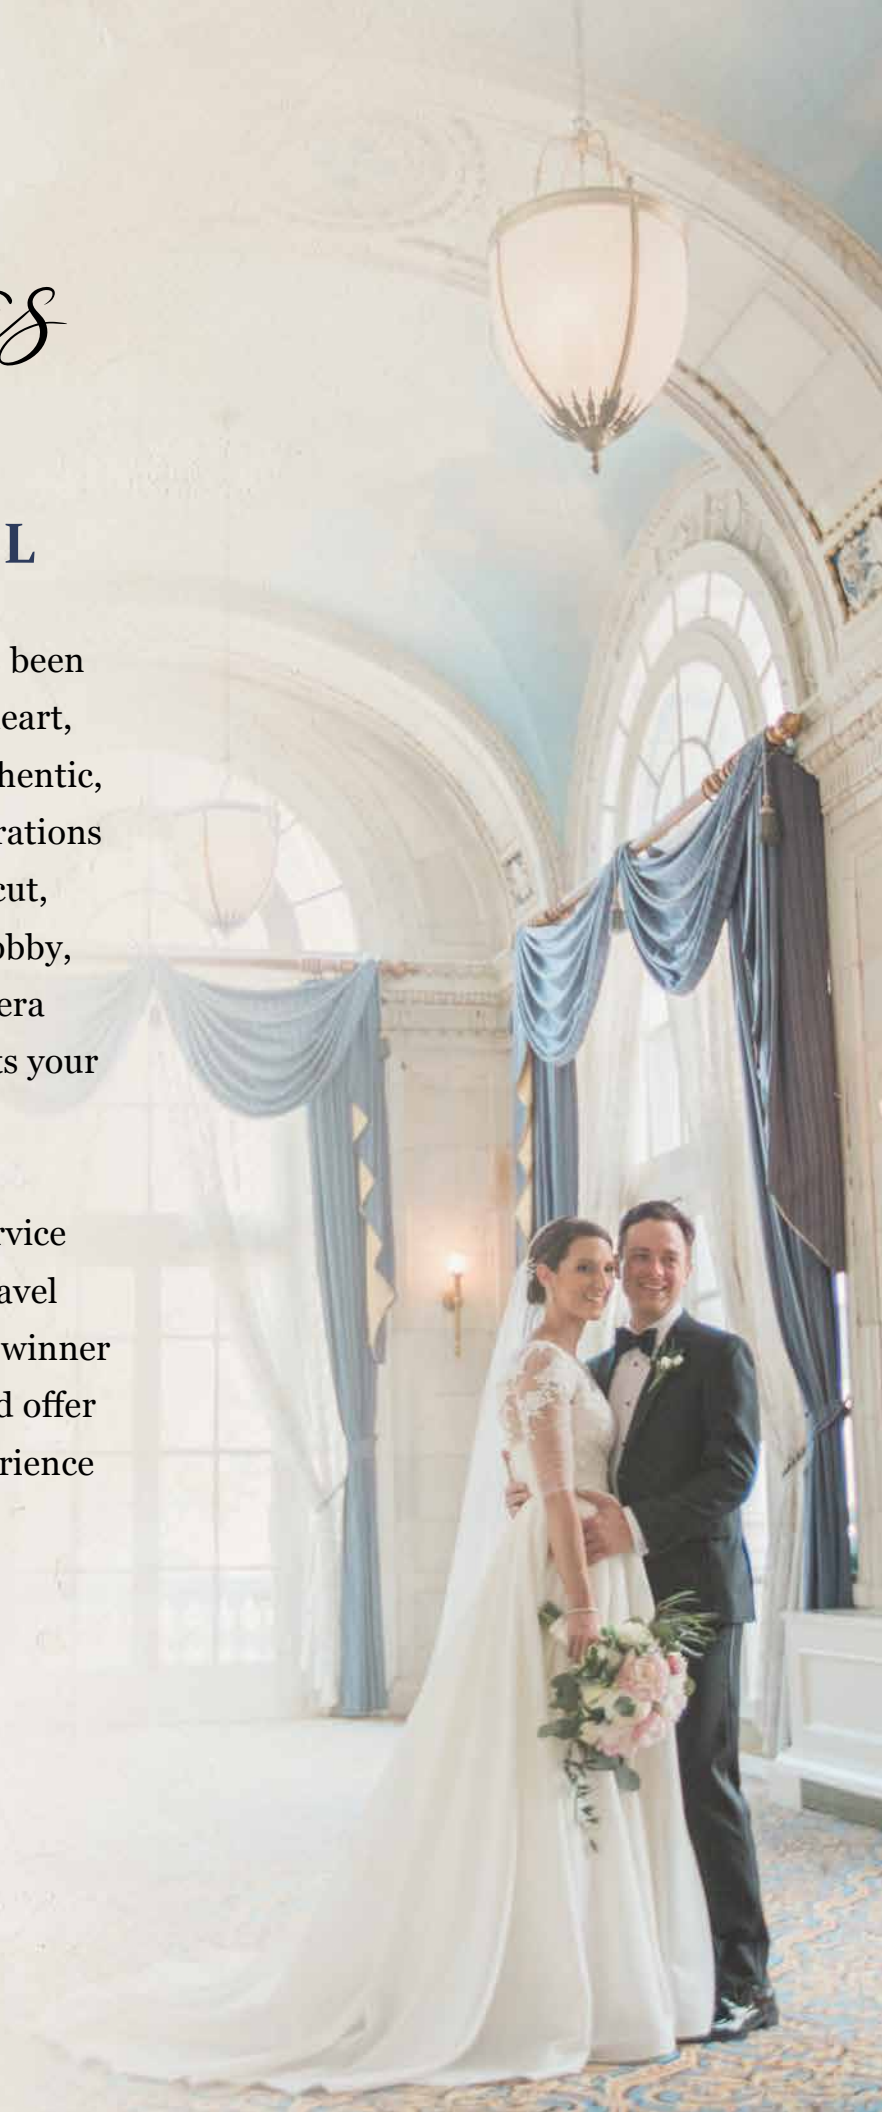 L
been
eart,
hentic,
rations
cut,
obby,
era
ts your
rvice
avel
winner
d offer
rience